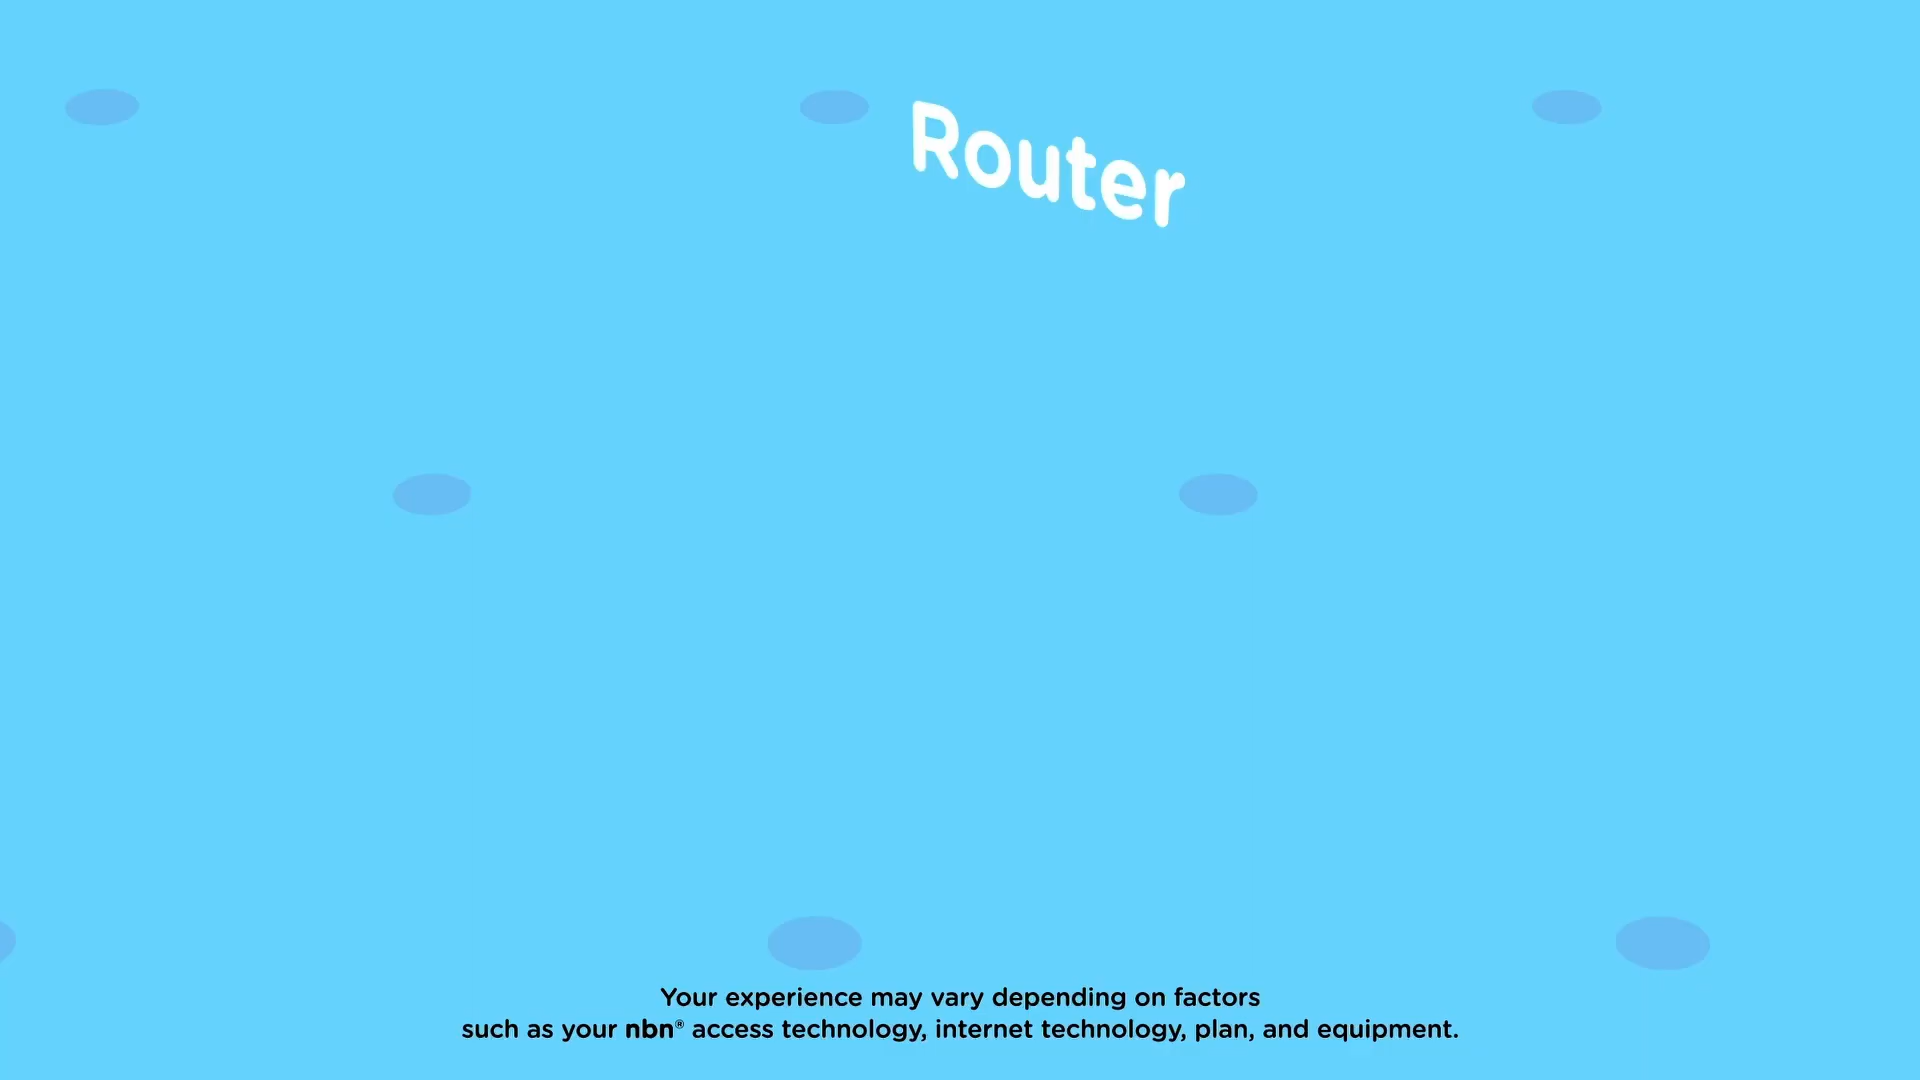 Router
Your experience may vary depending on factors
such as your nbn® access technology, internet technology, plan, and equipment.